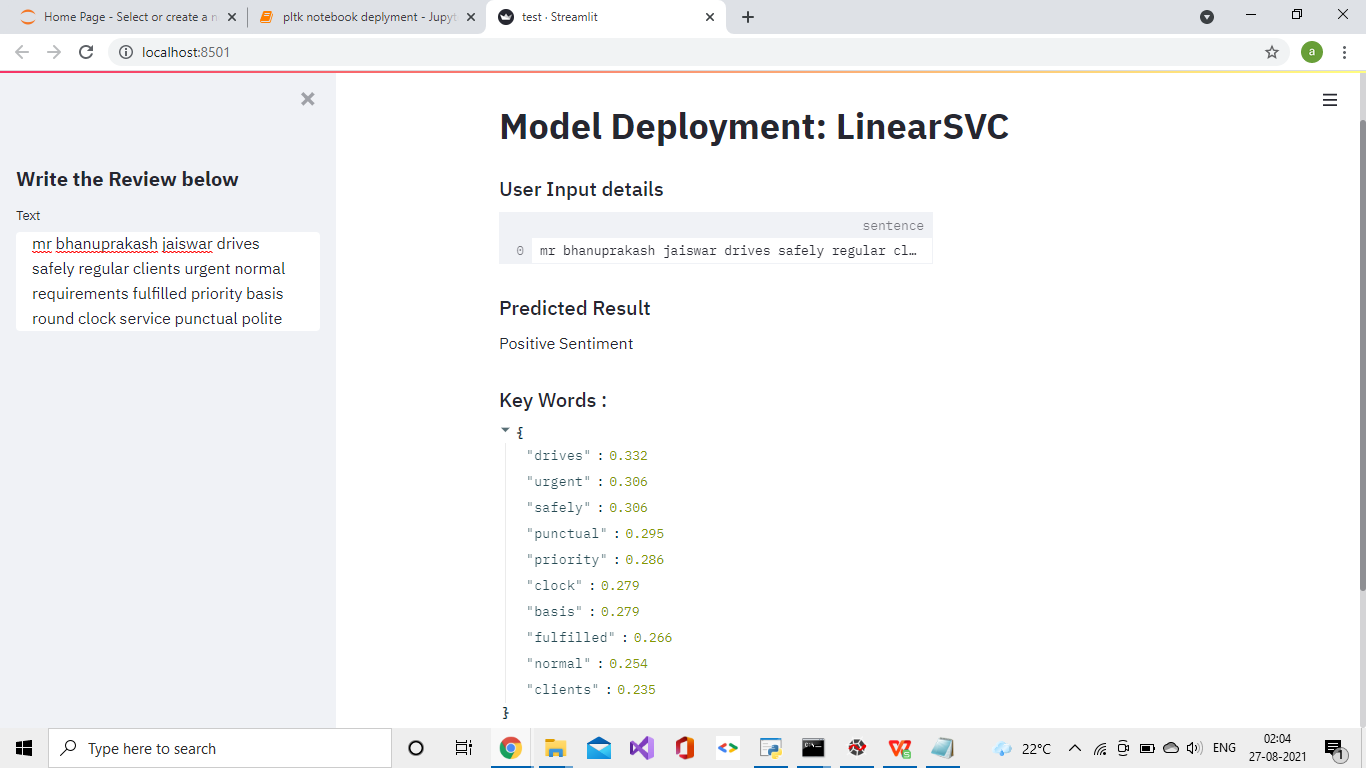 Home Page - Select or create a n
pltk notebook deplyment - Jupyt
test · Streamlit
localhost:8501
a
Write the Review below
Text
mr bhanuprakash jaiswar drives
safely regular clients urgent normal
requirements fulfilled priority basis
round clock service punctual polite
Model Deployment: LinearSVC
User Input details
sentence
0 mr bhanuprakash jaiswar drives safely regular cl…
Predicted Result
Positive Sentiment
Key Words :
{
"drives" : 0.332
"urgent" : 0.306
"safely" : 0.306
"punctual" : 0.295
"priority" : 0.286
"clock" : 0.279
"basis" : 0.279
"fulfilled" : 0.266
"normal" : 0.254
"clients" : 0.235
}
Type here to search
22°C
ENG
02:04
27-08-2021
1